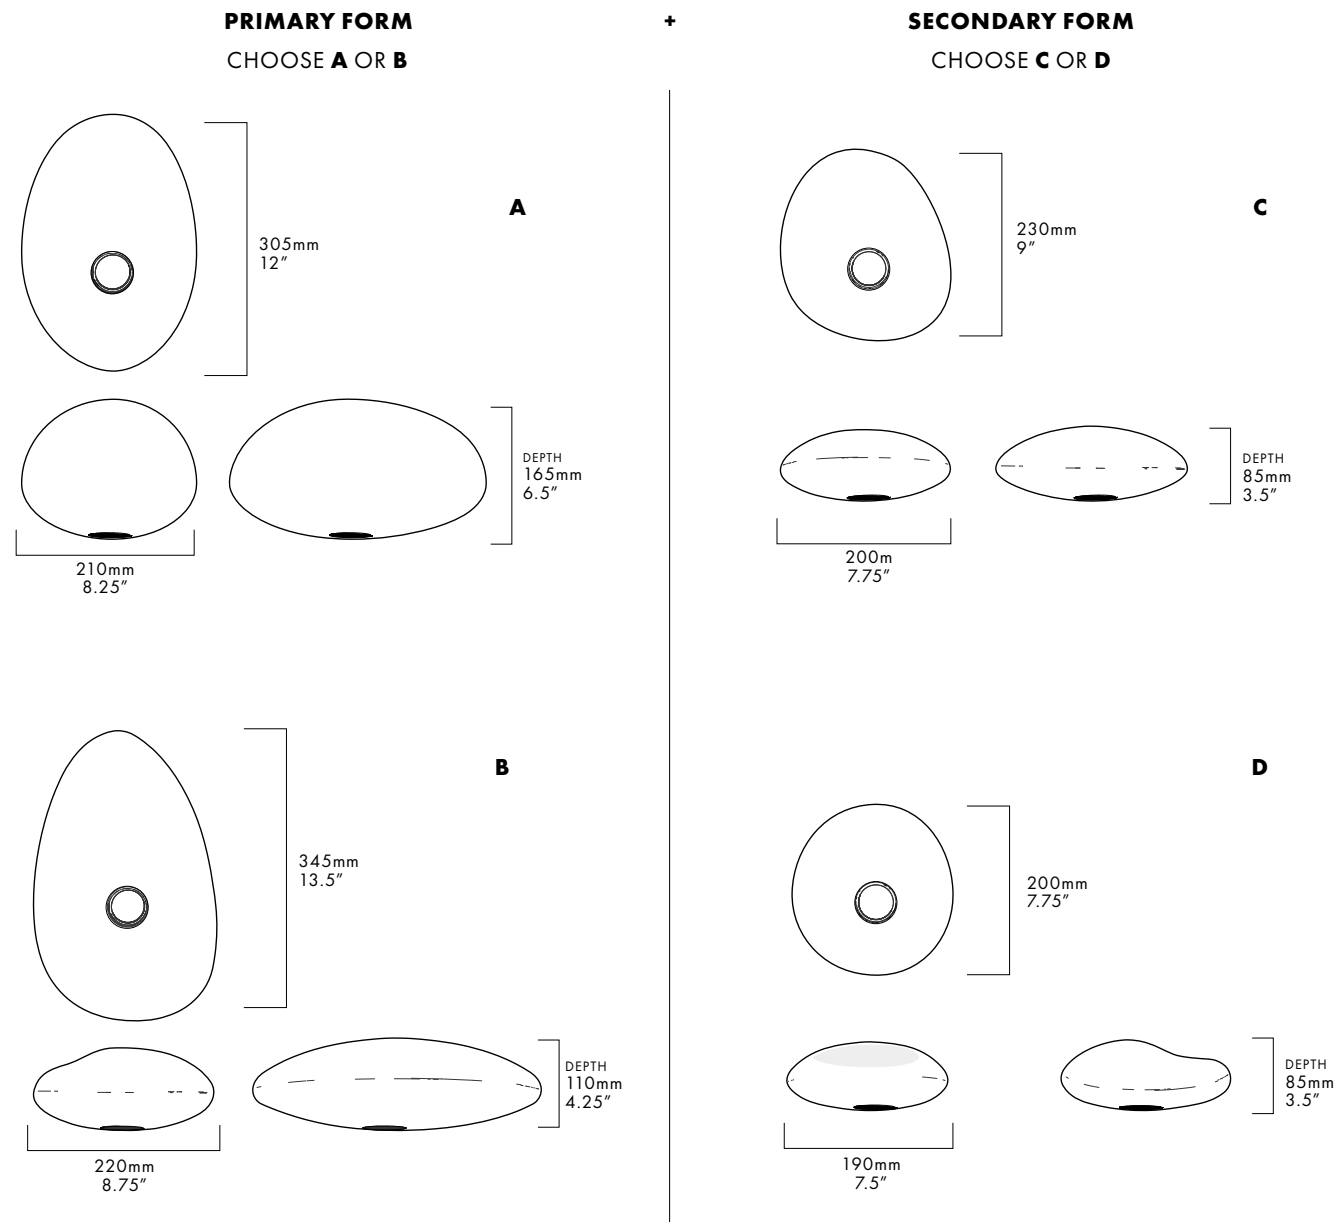 PRIMARY FORM
CHOOSE A OR B
+
SECONDARY FORM
CHOOSE C OR D
A
305mm
12”
DEPTH
165mm
6.5”
210mm
8.25”
B
345mm
13.5”
DEPTH
110mm
4.25”
220mm
8.75”
C
230mm
9”
DEPTH
85mm
3.5”
200m
7.75”
D
200mm
7.75”
DEPTH
85mm
3.5”
190mm
7.5”